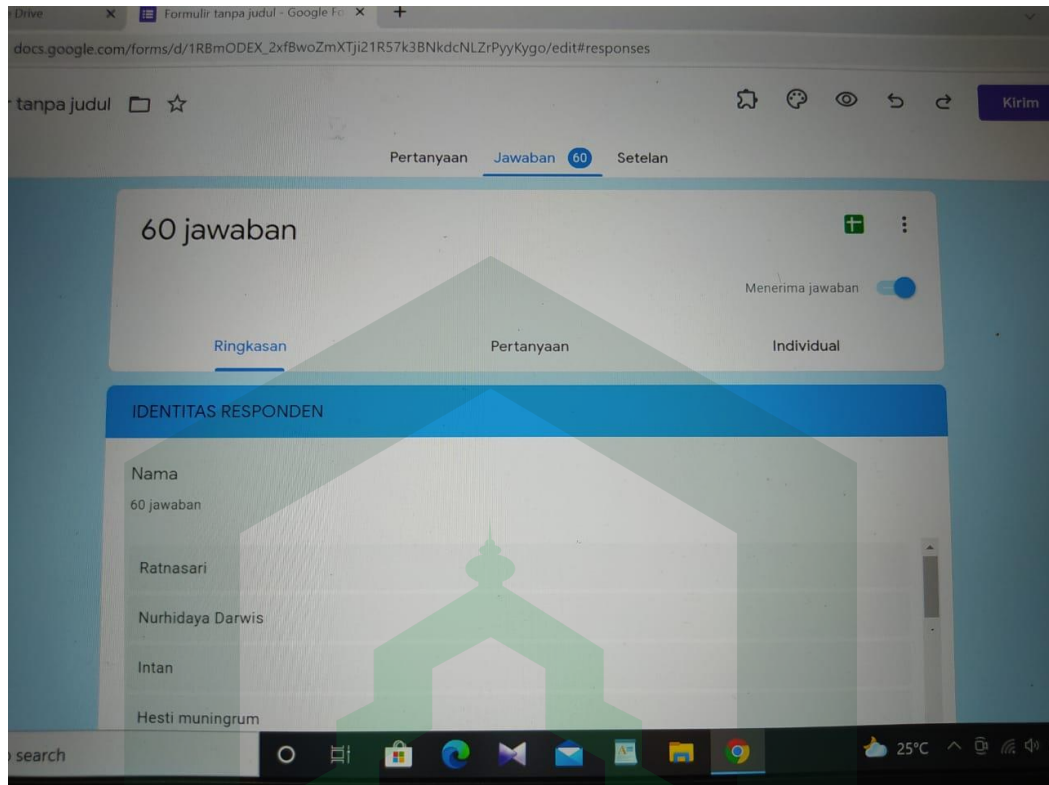 Drive
Formulir tanpa judul - Google Fo
docs.google.com/forms/d/1RBmODEX_2xfBwoZmXTji21R57k3BNkdcNLZrPyyKygo/edit#responses
tanpa judul
Kirim
Pertanyaan Jawaban 60 Setelan
60 jawaban
Menerima jawaban
Ringkasan Pertanyaan Individual
IDENTITAS RESPONDEN
Nama
60 jawaban
Ratnasari
Nurhidaya Darwis
Intan
Hesti muningrum
search
25°C